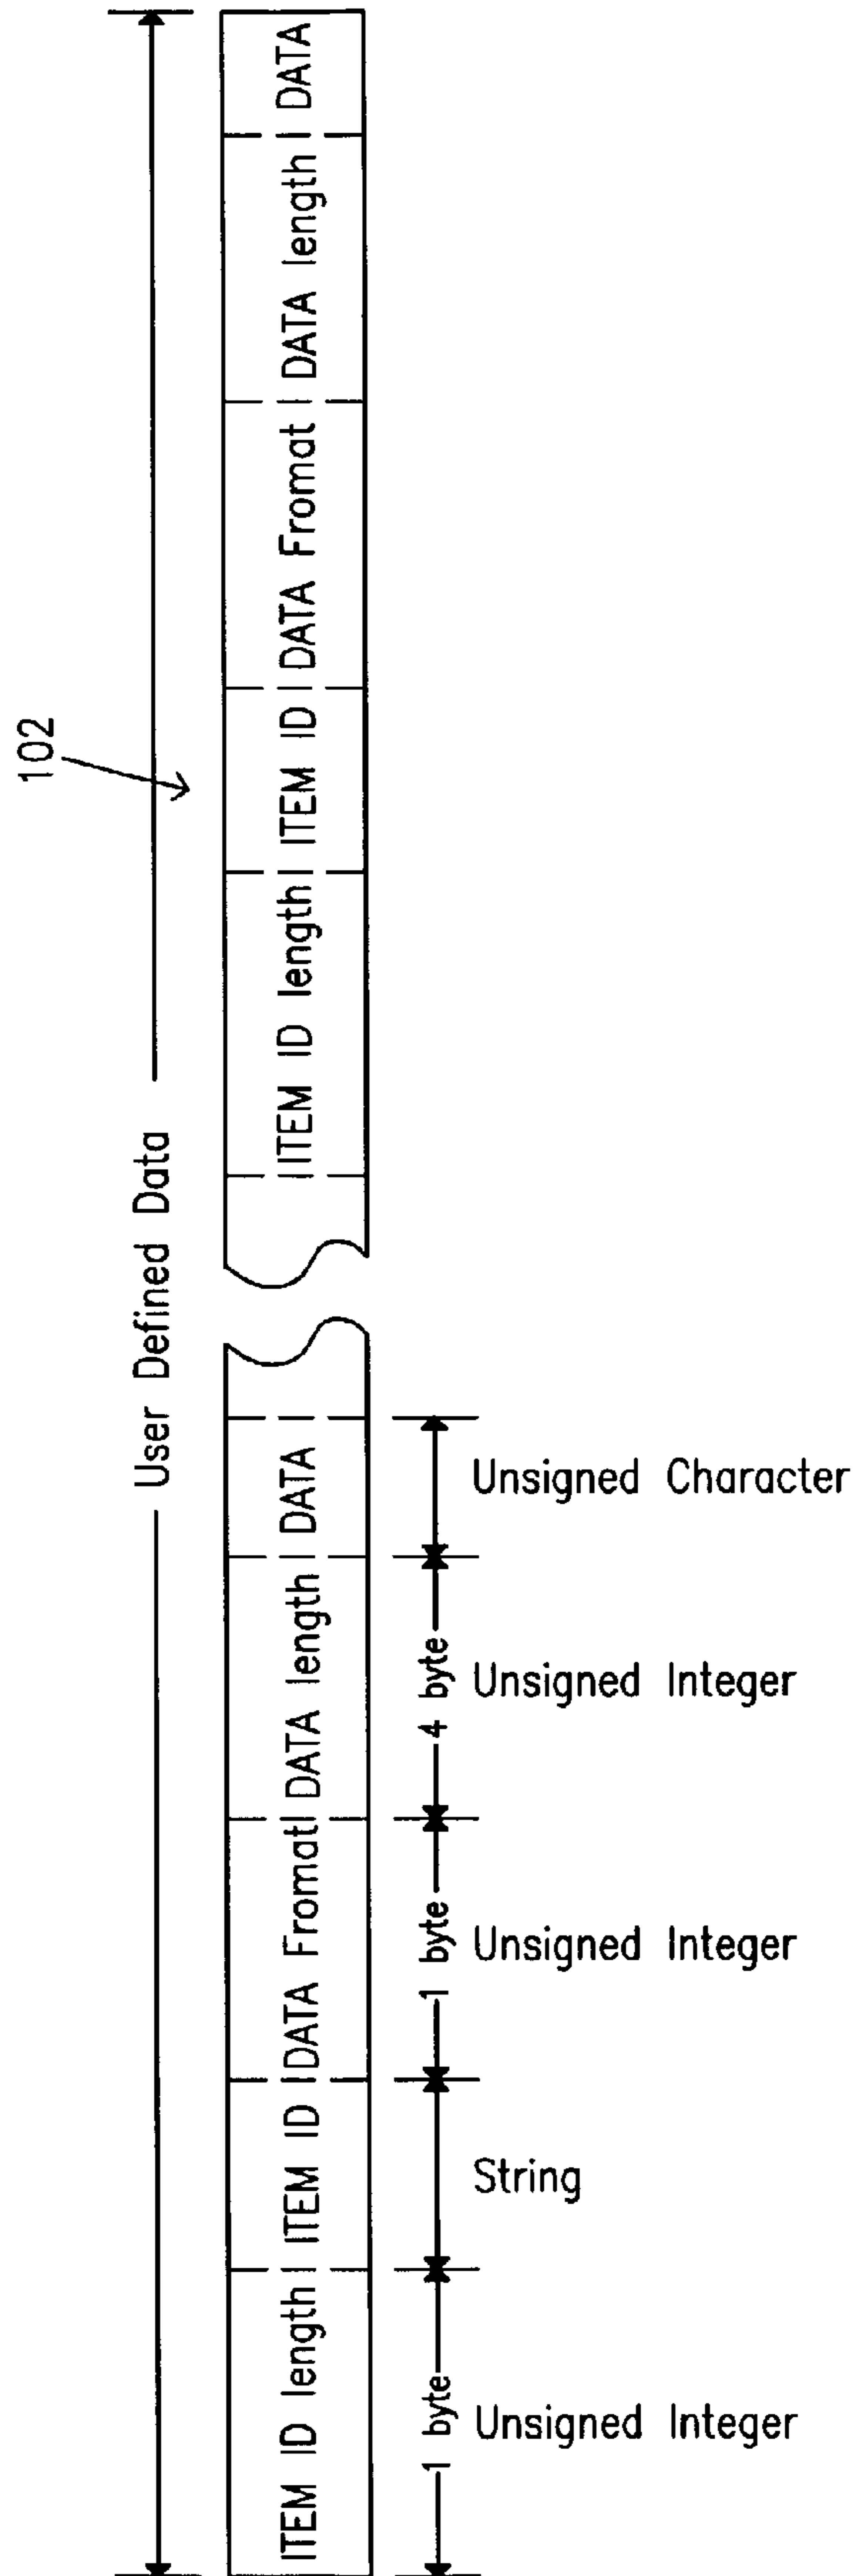 102
User Defined Data
ITEM ID length ITEM ID DATA Fromat DATA length DATA ITEM ID length ITEM ID DATA Fromat DATA length DATA
1 byte 1 byte 4 byte
Unsigned Integer
String
Unsigned Integer
Unsigned Integer
Unsigned Character